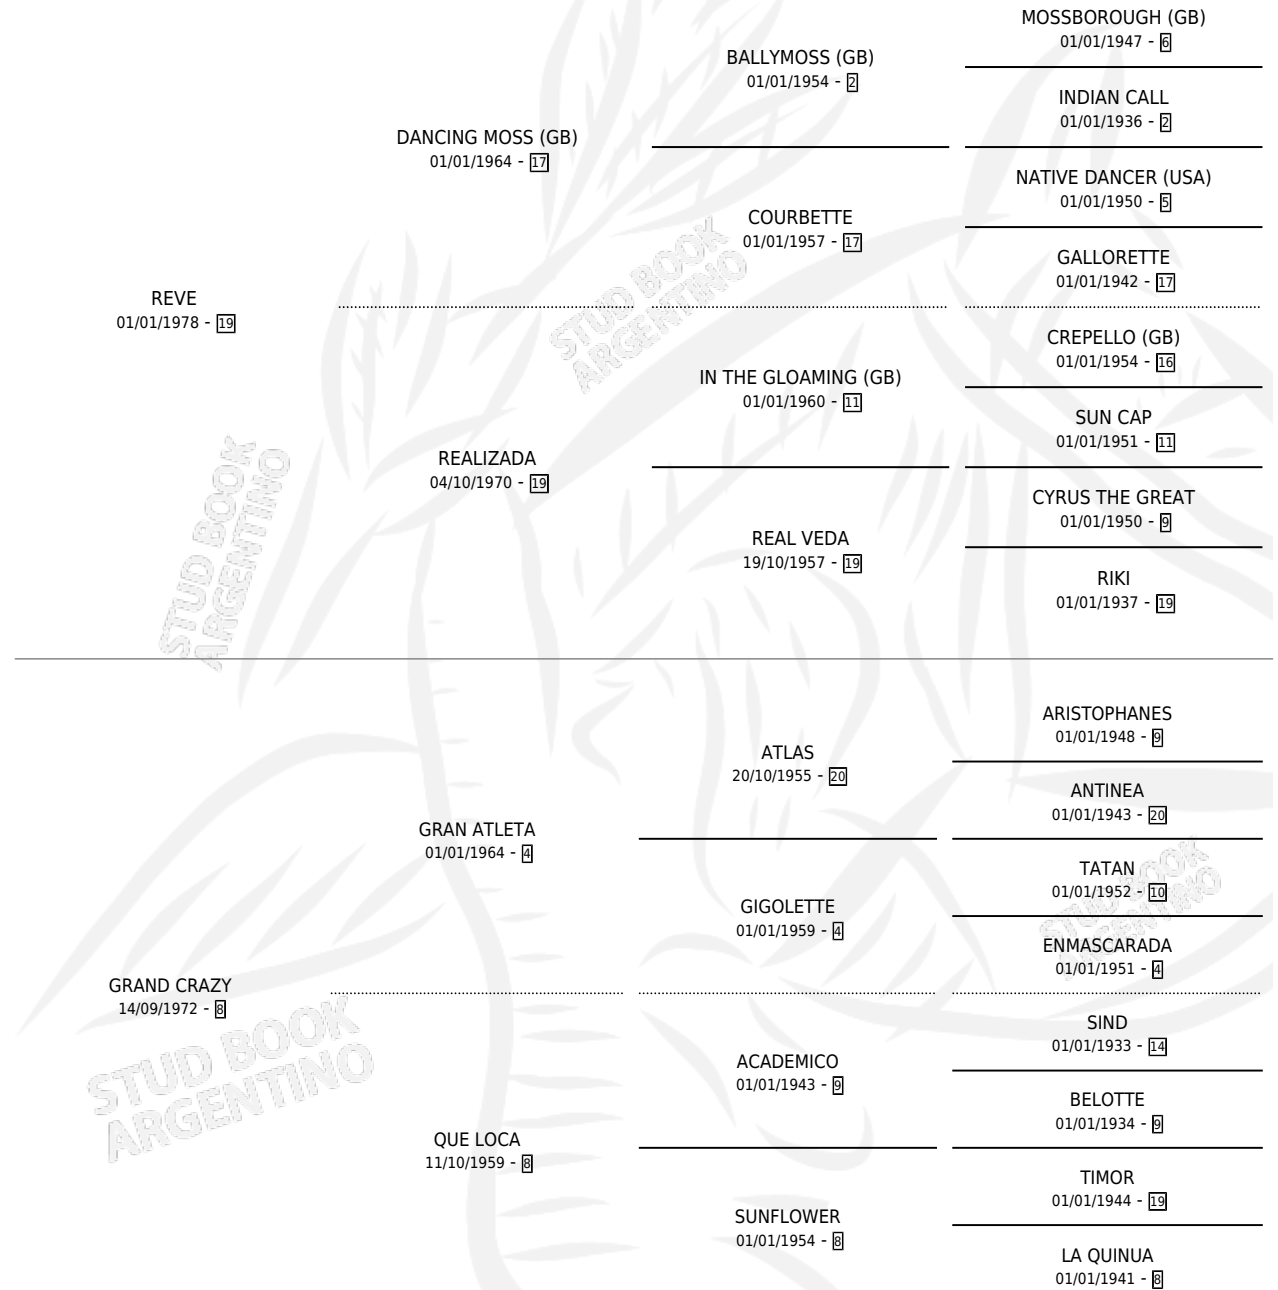 MOSSBOROUGH (GB)
01/01/1947 - 6
BALLYMOSS (GB)
01/01/1954 - 2
INDIAN CALL
01/01/1936 - 2
DANCING MOSS (GB)
01/01/1964 - 17
NATIVE DANCER (USA)
01/01/1950 - 5
COURBETTE
01/01/1957 - 17
GALLORETTE
01/01/1942 - 17
REVE
01/01/1978 - 19
CREPELLO (GB)
01/01/1954 - 16
IN THE GLOAMING (GB)
01/01/1960 - 11
SUN CAP
01/01/1951 - 11
REALIZADA
04/10/1970 - 19
CYRUS THE GREAT
01/01/1950 - 9
REAL VEDA
19/10/1957 - 19
RIKI
01/01/1937 - 19
ARISTOPHANES
01/01/1948 - 9
ATLAS
20/10/1955 - 20
ANTINEA
01/01/1943 - 20
GRAN ATLETA
01/01/1964 - 4
TATAN
01/01/1952 - 10
GIGOLETTE
01/01/1959 - 4
ENMASCARADA
01/01/1951 - 4
GRAND CRAZY
14/09/1972 - 8
SIND
01/01/1933 - 14
ACADEMICO
01/01/1943 - 9
BELOTTE
01/01/1934 - 9
QUE LOCA
11/10/1959 - 8
TIMOR
01/01/1944 - 19
SUNFLOWER
01/01/1954 - 8
LA QUINUA
01/01/1941 - 8
STUD BOOK
ARGENTINO
STUD BOOK
ARGENTINO
STUD BOOK
ARGENTINO
STUD BOOK
ARGENTINO